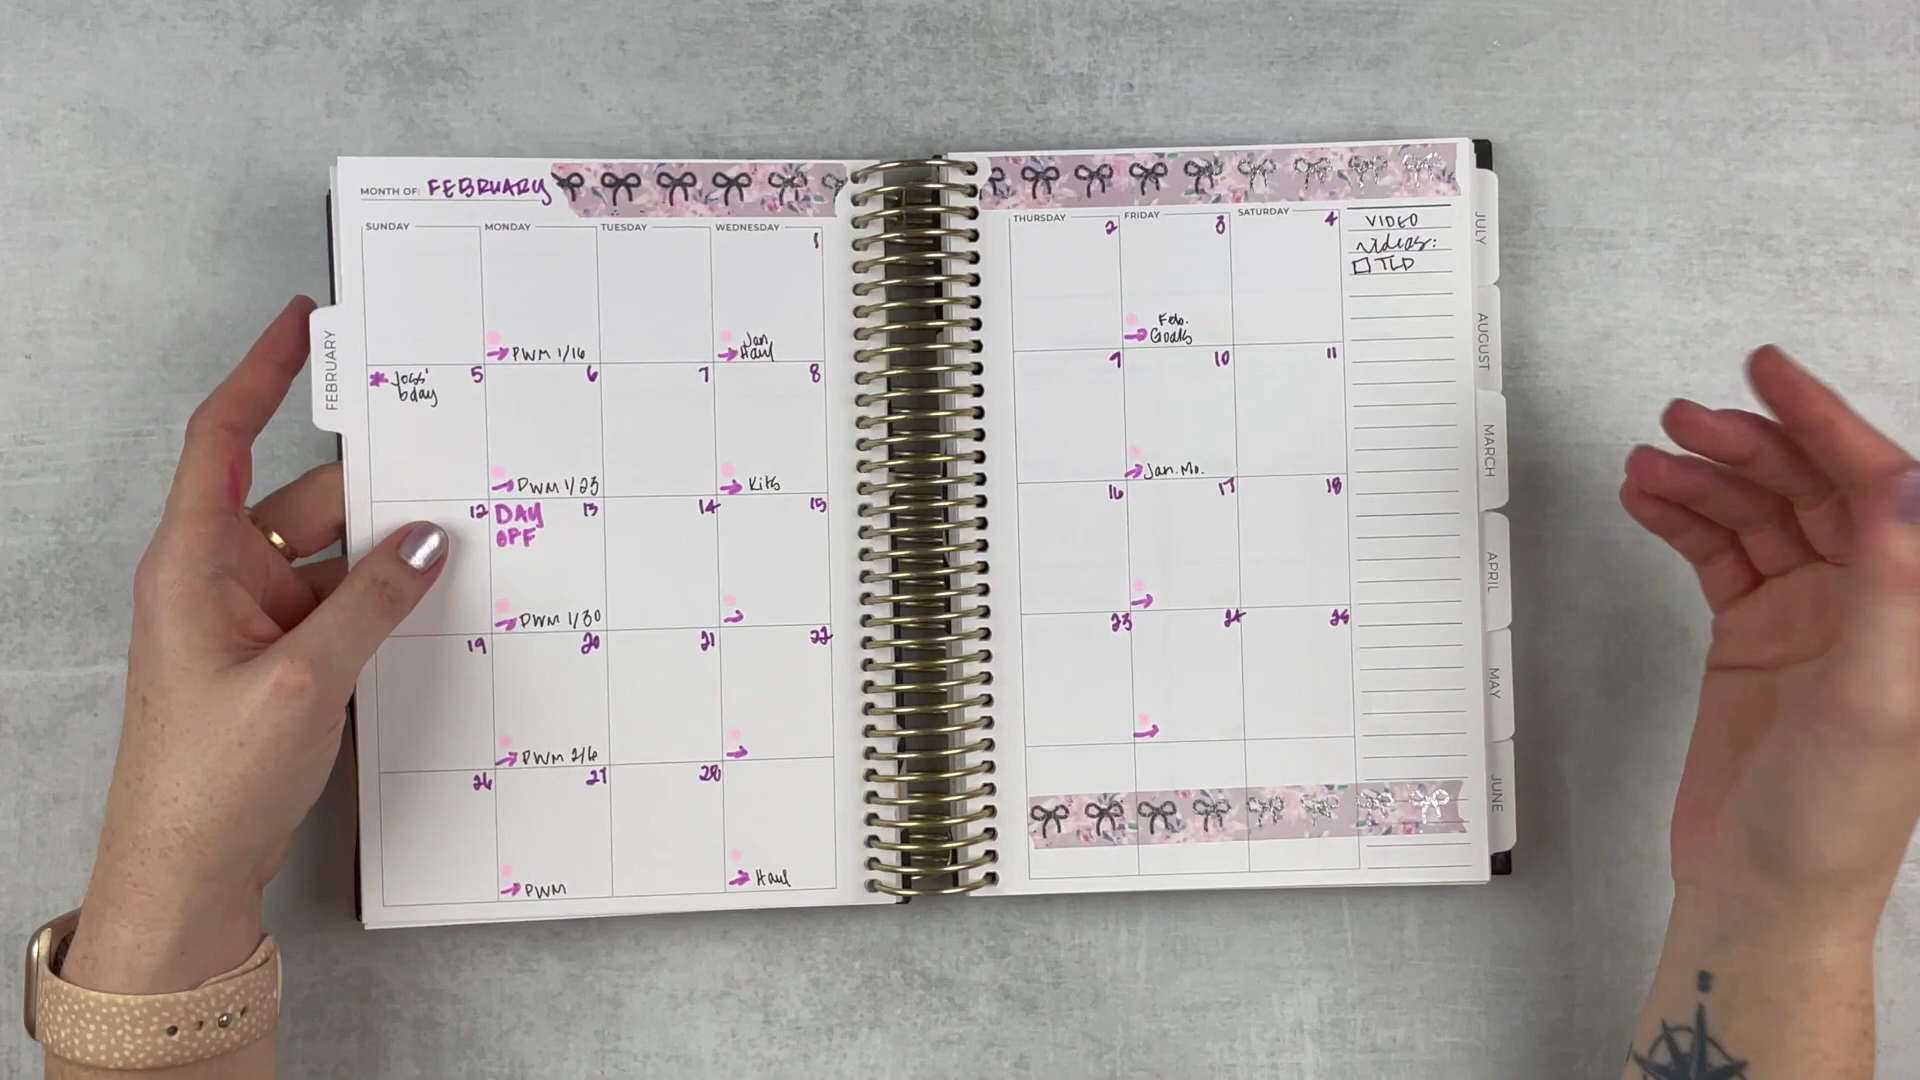 MONTH OF: FEBRUARY
SUNDAY
MONDAY
TUESDAY
WEDNESDAY
1
PWM 1/16
Jan
Haul
Joss'
bday
5
6
7
8
PWM 1/23
Kits
12
DAY
OFF
13
14
15
PWM 1/30
19
20
21
22
PWM 2/6
26
27
28
PWM
Haul
THURSDAY
2
FRIDAY
3
SATURDAY
4
Feb.
Goals
9
10
11
Jan. Mo.
16
17
18
23
24
25
VIDEO
videas:
TLD
FEBRUARY
JULY
AUGUST
MARCH
APRIL
MAY
JUNE